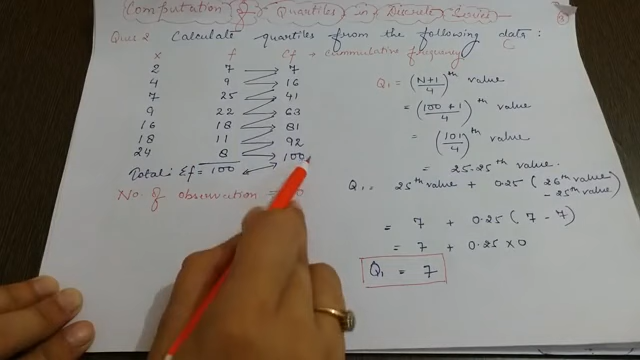 Computation of Quartiles in Discrete Series
Ques 2 Calculate quartiles from the following data:
x f Cf → cummulative frequency
2 7 7
4 9 16
7 25 41
9 22 63
16 18 81
18 11 92
24 8 100
Total: Σf = 100
No of observation =
Q₁ = (N+1/4)th value
= (100+1/4)th value
= (101/4)th value
= 25.25th value
Q₁ = 25th value + 0.25 (26th value - 25th value)
= 7 + 0.25 (7 - 7)
= 7 + 0.25 × 0
Q₁ = 7